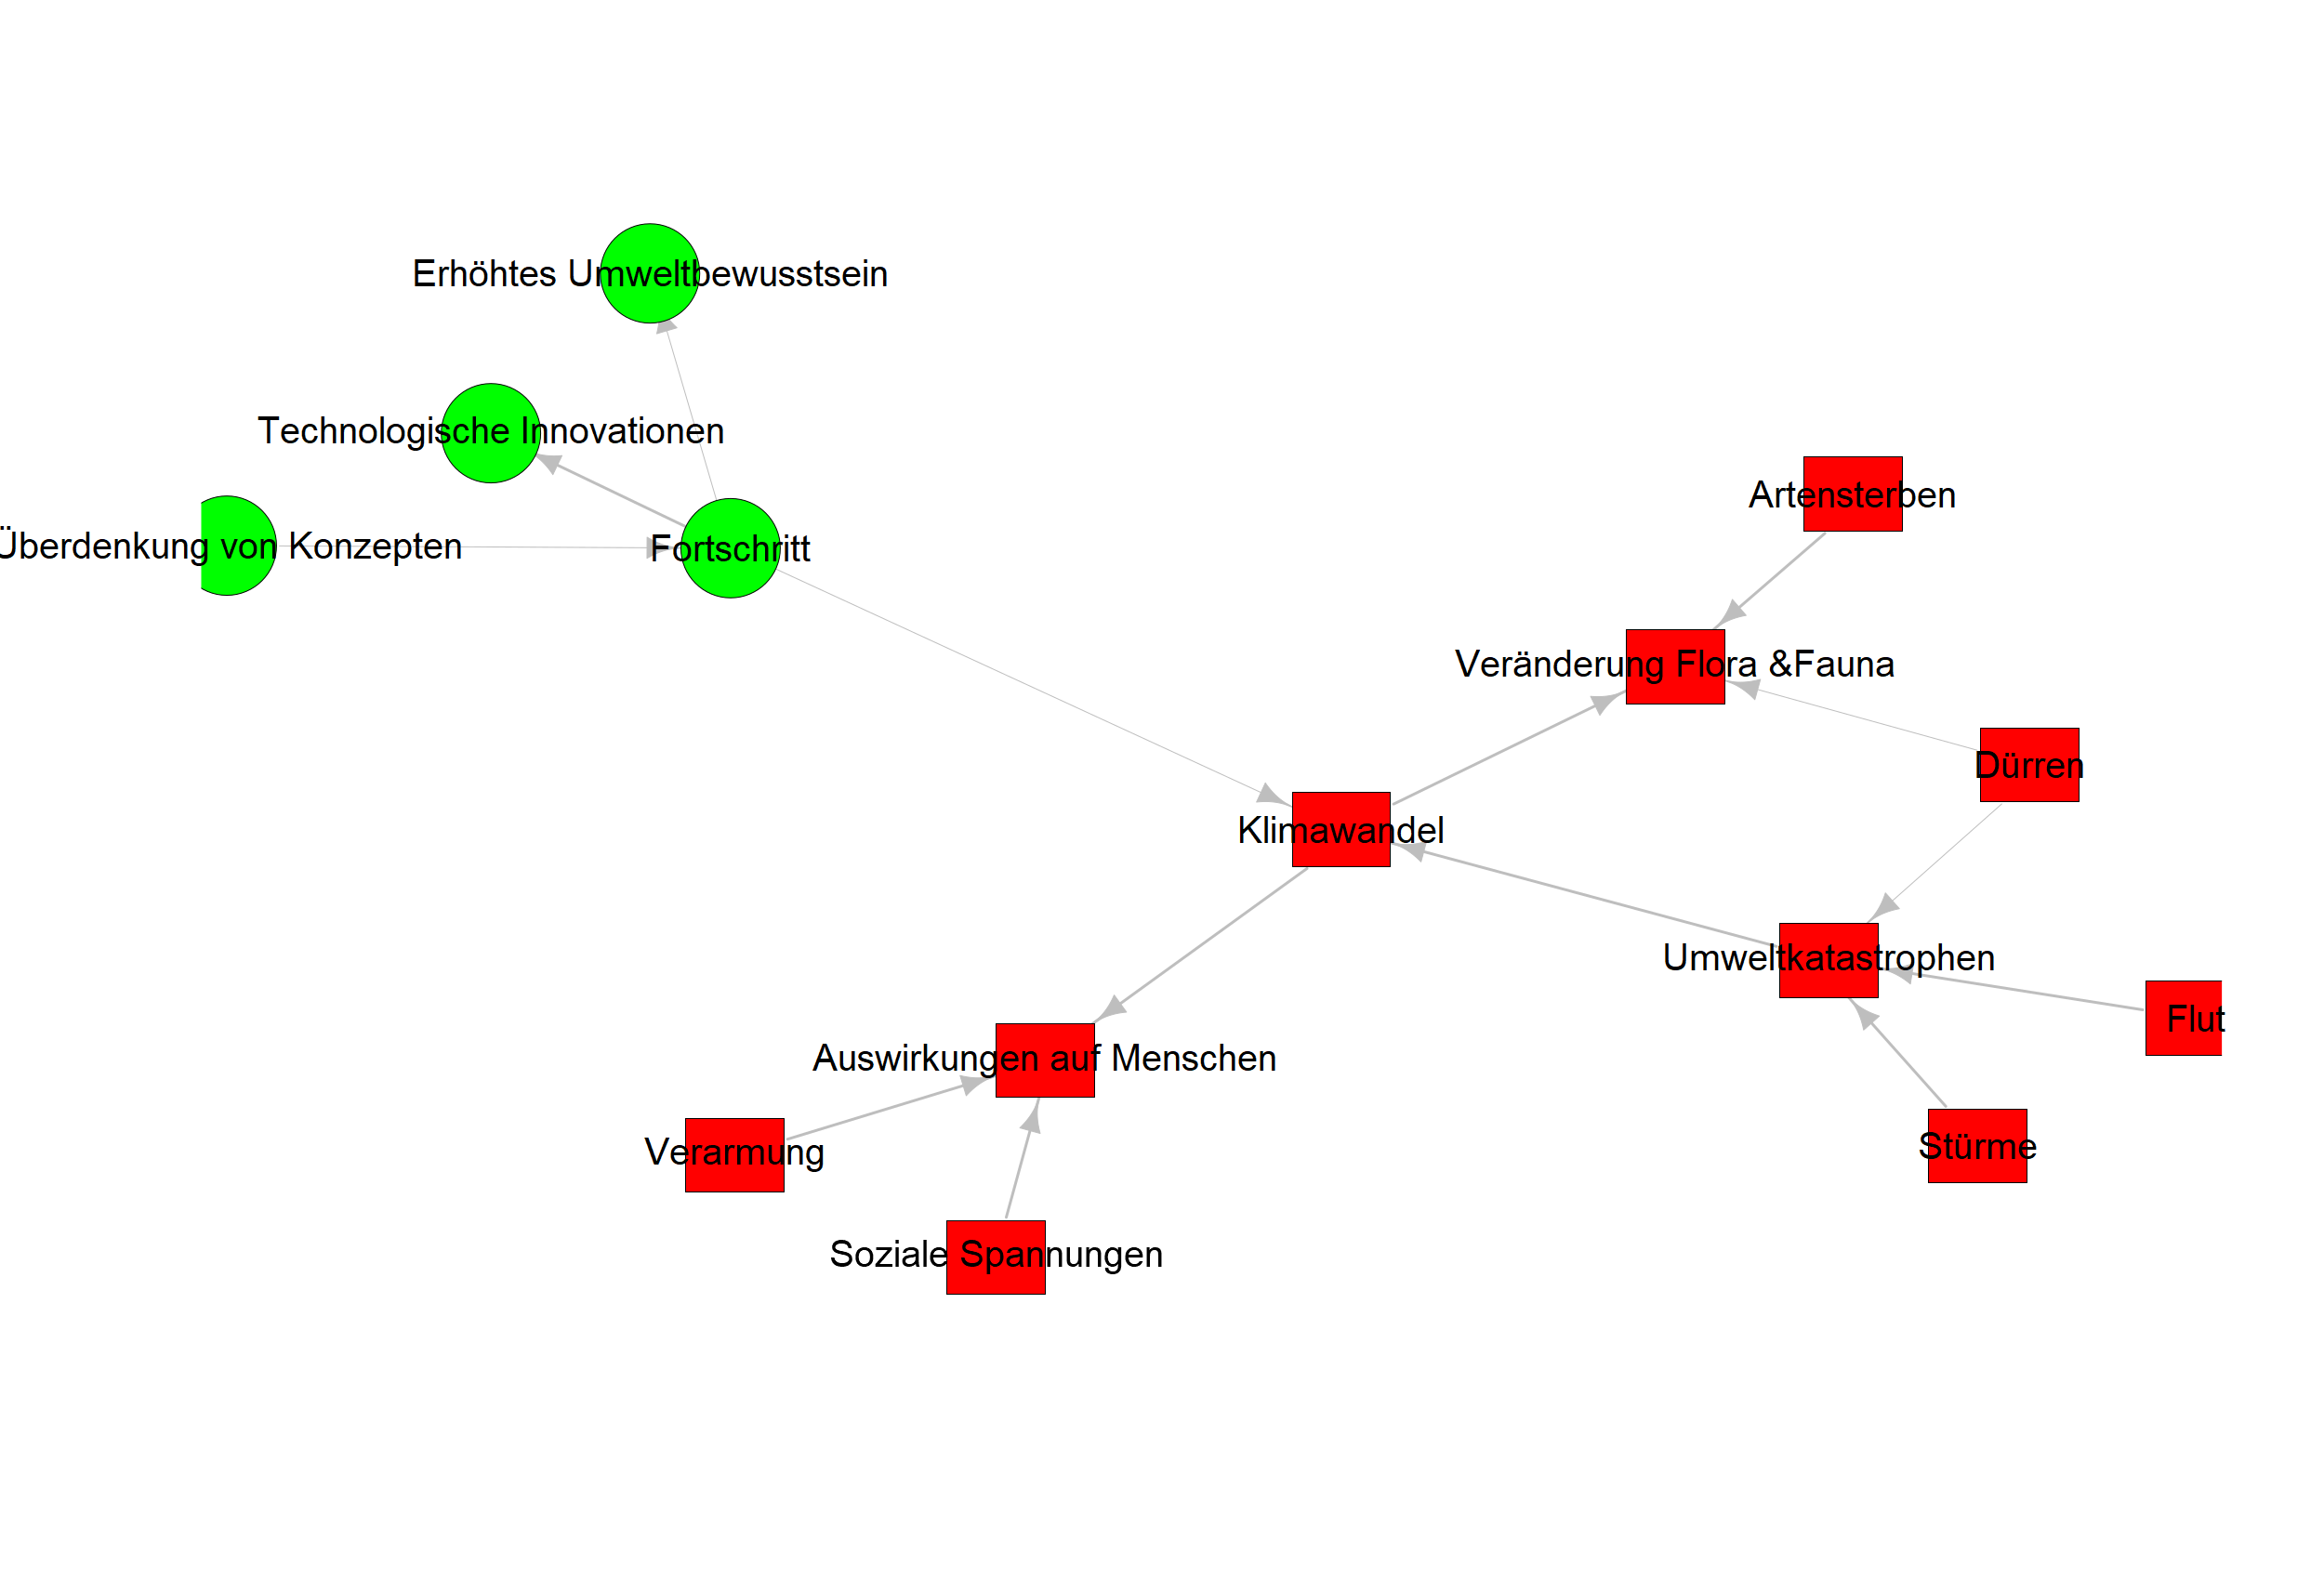 Erhöhtes Umweltbewusstsein
Technologische Innovationen
Überdenkung von Konzepten
Fortschritt
Artensterben
Veränderung Flora &Fauna
Dürren
Klimawandel
Umweltkatastrophen
Flut
Auswirkungen auf Menschen
Stürme
Verarmung
Soziale Spannungen